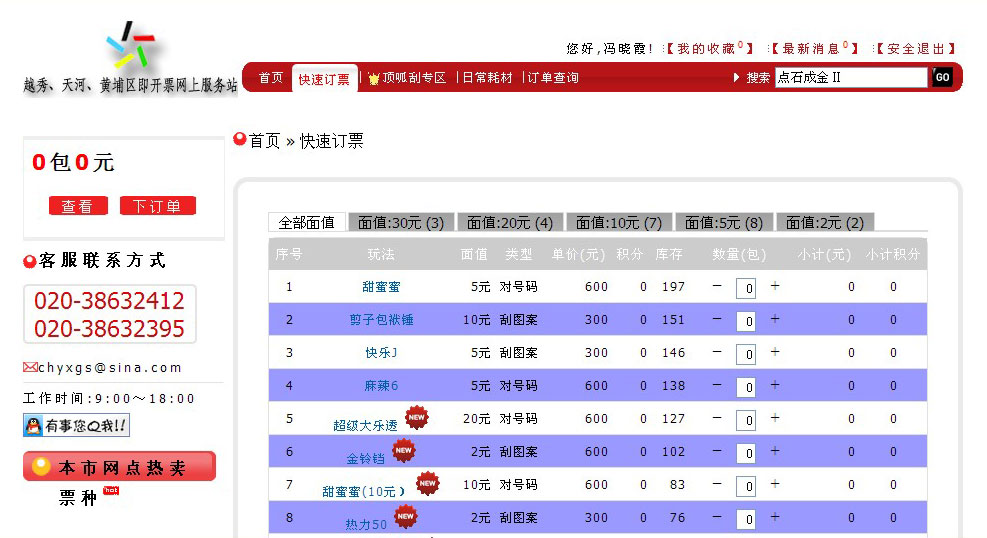 您好,冯晓霞! :【我的收藏0】 :【最新消息0】 :【安全退出】
越秀、天河、黄埔区即开票网上服务站
首页 快速订票 顶呱刮专区 日常耗材 订单查询 搜索 点石成金 II GO
首页 » 快速订票
0包0元
查看 下订单
客服联系方式
020-38632412
020-38632395
chyxgs@sina.com
工作时间:9:00～18:00
有事您Q我!!
本市网点热卖
票种 hot
全部面值 面值:30元 (3) 面值:20元 (4) 面值:10元 (7) 面值:5元 (8) 面值:2元 (2)
序号 玩法 面值 类型 单价(元) 积分 库存 数量(包) 小计(元) 小计积分
1 甜蜜蜜 5元 对号码 600 0 197 － 0 + 0 0
2 剪子包袱锤 10元 刮图案 300 0 151 － 0 + 0 0
3 快乐J 5元 刮图案 300 0 146 － 0 + 0 0
4 麻辣6 5元 对号码 600 0 138 － 0 + 0 0
5 超级大乐透 NEW 20元 对号码 600 0 127 － 0 + 0 0
6 金铃铛 NEW 2元 刮图案 600 0 102 － 0 + 0 0
7 甜蜜蜜(10元） NEW 10元 对号码 600 0 83 － 0 + 0 0
8 热力50 NEW 2元 刮图案 300 0 76 － 0 + 0 0